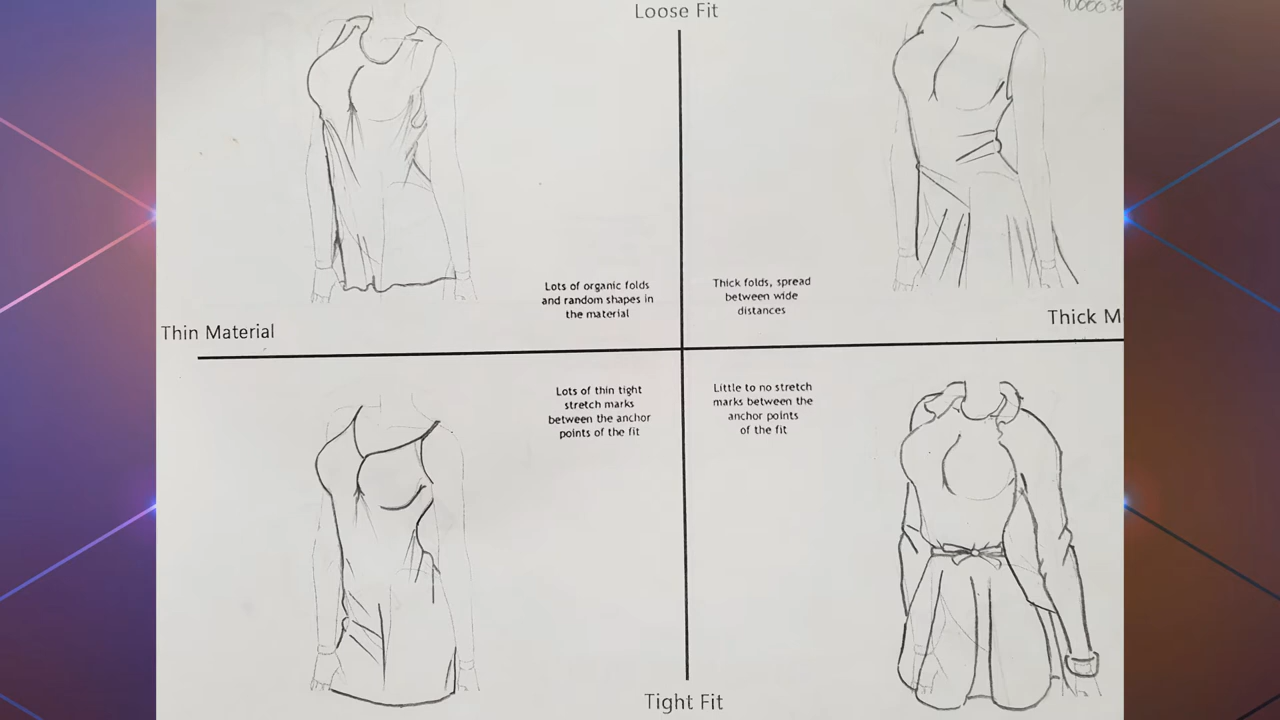 Loose Fit
Lots of organic folds
and random shapes in
the material
Thick folds, spread
between wide
distances
Thin Material
Thick M
Lots of thin tight
stretch marks
between the anchor
points of the fit
Little to no stretch
marks between the
anchor points
of the fit
Tight Fit